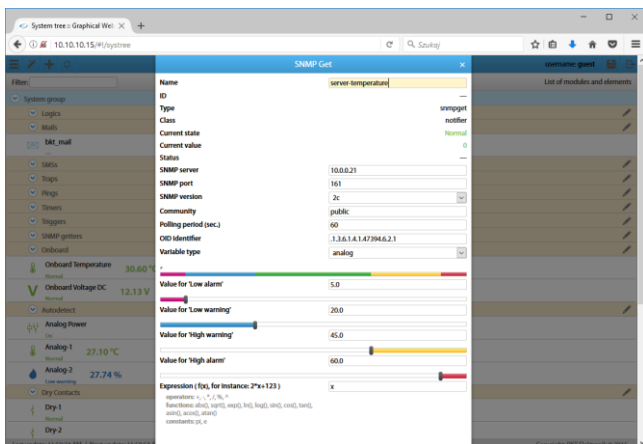 System tree :: Graphical Web
10.10.10.15/#!/systree
Szukaj
SNMP Get
username: guest
Filter:
List of modules and elements
System group
Logics
Mails
bkt_mail
SMSs
Traps
Pings
Timers
Triggers
SNMP getters
Onboard
Onboard Temperature
Normal
30.60 °C
Onboard Voltage DC
Normal
12.13 V
Autodetect
Analog Power
On
Analog-1
Normal
27.10 °C
Analog-2
Low warning
27.74 %
Dry Contacts
Dry-1
Normal
Dry-2
Name server-temperature
ID —
Type snmpget
Class notifier
Current state Normal
Current value 0
Status —
SNMP server 10.0.0.21
SNMP port 161
SNMP version 2c
Community public
Polling period (sec.) 60
OID Identifier .1.3.6.1.4.1.47394.6.2.1
Variable type analog
Value for 'Low alarm' 5.0
Value for 'Low warning' 20.0
Value for 'High warning' 45.0
Value for 'High alarm' 60.0
Expression ( f(x), for instance: 2*x+123 ) x
operators: +, -, *, /, %, ^
functions: abs(), sqrt(), exp(), ln(), log(), sin(), cos(), tan(),
asin(), acos(), atan()
constants: pi, e